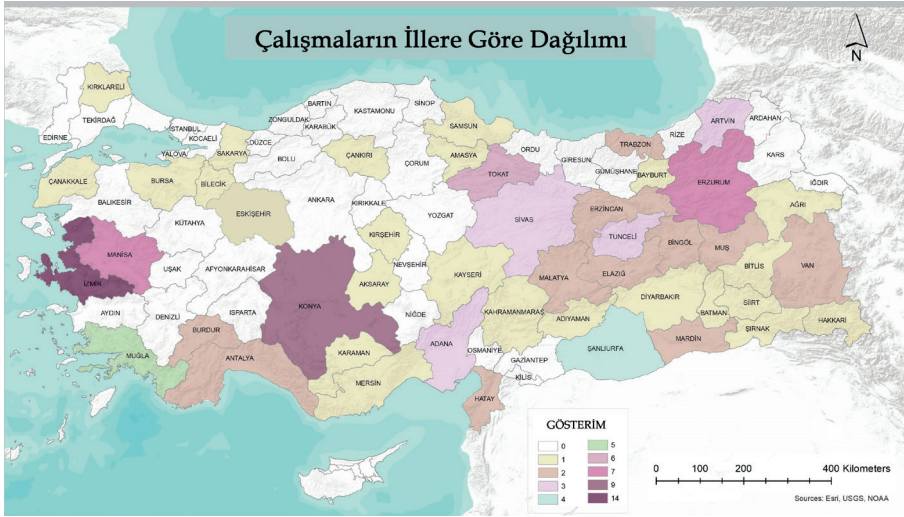 Çalışmaların İllere Göre Dağılımı
N
KIRKLARELİ
TEKİRDAĞ
EDİRNE
İSTANBUL
KOCAELİ
YALOVA
SAKARYA
DÜZCE
ZONGULDAK
BARTIN
KARABÜK
BOLU
KASTAMONU
SİNOP
ÇANKIRI
ÇORUM
SAMSUN
AMASYA
TOKAT
ORDU
GİRESUN
GÜMÜŞHANE
TRABZON
BAYBURT
RİZE
ARTVİN
ARDAHAN
KARS
IĞDIR
ERZURUM
AĞRI
ÇANAKKALE
BALIKESİR
BURSA
BİLECİK
KÜTAHYA
ESKİŞEHİR
ANKARA
KIRIKKALE
YOZGAT
KIRŞEHİR
NEVŞEHİR
AKSARAY
KAYSERİ
SİVAS
ERZİNCAN
TUNCELİ
BİNGÖL
MUŞ
BİTLİS
VAN
MANİSA
İZMİR
UŞAK
AFYONKARAHİSAR
AYDIN
DENİZLİ
ISPARTA
BURDUR
MUĞLA
ANTALYA
KONYA
KARAMAN
MERSİN
NİĞDE
ADANA
OSMANİYE
KAHRAMANMARAŞ
MALATYA
ELAZIĞ
ADIYAMAN
DİYARBAKIR
BATMAN
SİİRT
ŞIRNAK
HAKKARİ
MARDİN
ŞANLIURFA
GAZİANTEP
KİLİS
HATAY
GÖSTERİM
0
1
2
3
4
5
6
7
9
14
0 100 200 400 Kilometers
Sources: Esri, USGS, NOAA